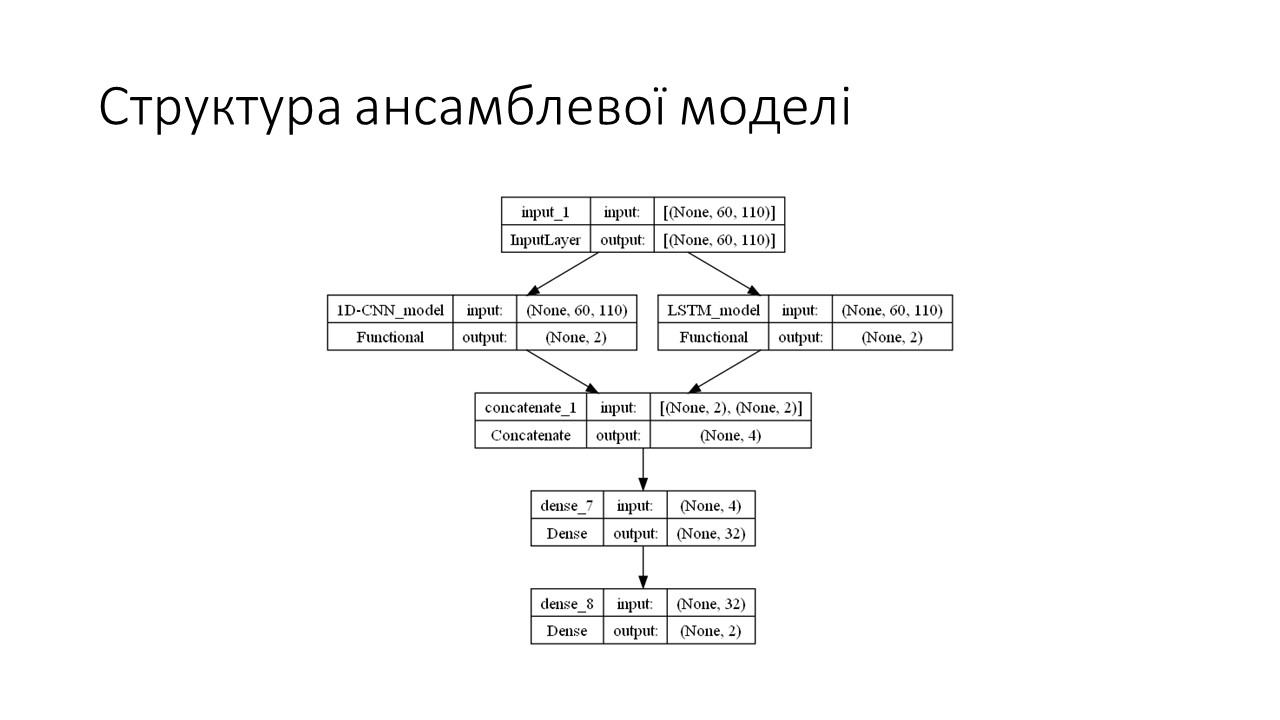 Структура ансамблевої моделі
input_1 input: [(None, 60, 110)]
InputLayer output: [(None, 60, 110)]
1D-CNN_model input: (None, 60, 110)
Functional output: (None, 2)
LSTM_model input: (None, 60, 110)
Functional output: (None, 2)
concatenate_1 input: [(None, 2), (None, 2)]
Concatenate output: (None, 4)
dense_7 input: (None, 4)
Dense output: (None, 32)
dense_8 input: (None, 32)
Dense output: (None, 2)